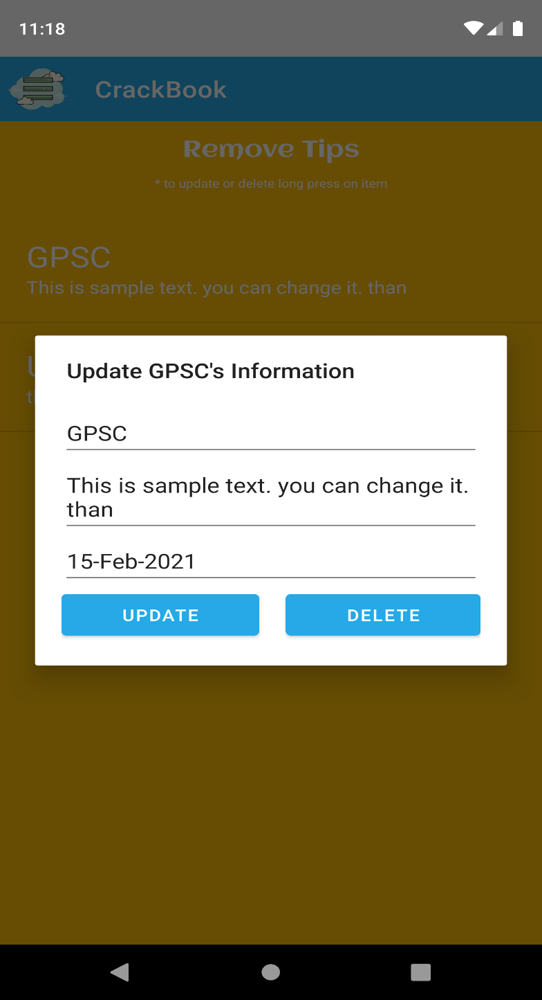 11:18
CrackBook
Remove Tips
* to update or delete long press on item
GPSC
This is sample text. you can change it. than
Update GPSC's Information
GPSC
This is sample text. you can change it.
than
15-Feb-2021
UPDATE
DELETE